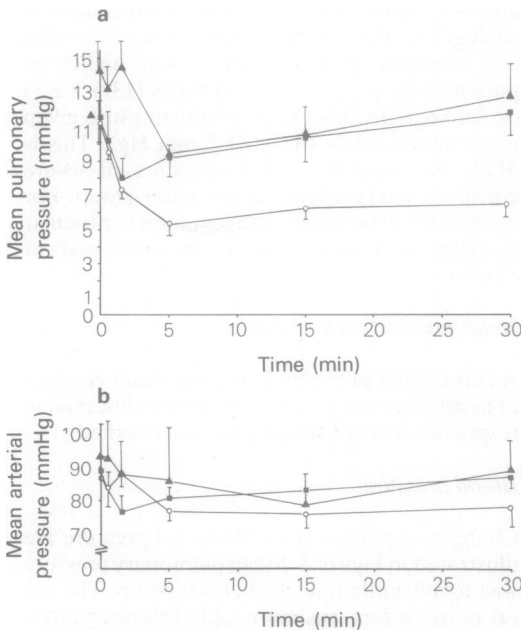 a
Mean pulmonary
pressure (mmHg)
15
13
11
9
7
5
3
1
0
0 5 10 15 20 25 30
Time (min)
b
Mean arterial
pressure (mmHg)
100
90
80
70
0
0 5 10 15 20 25 30
Time (min)